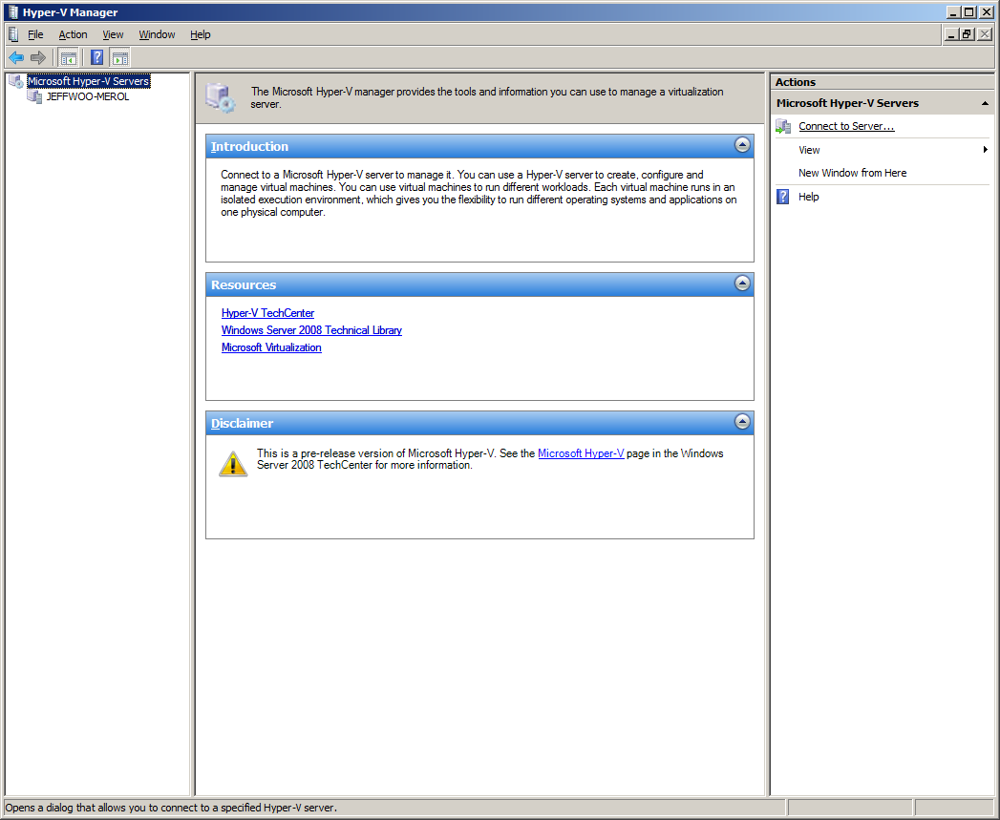 Hyper-V Manager
File Action View Window Help
Microsoft Hyper-V Servers
JEFFWOO-MEROL
The Microsoft Hyper-V manager provides the tools and information you can use to manage a virtualization
server.
Introduction
Connect to a Microsoft Hyper-V server to manage it. You can use a Hyper-V server to create, configure and
manage virtual machines. You can use virtual machines to run different workloads. Each virtual machine runs in an
isolated execution environment, which gives you the flexibility to run different operating systems and applications on
one physical computer.
Resources
Hyper-V TechCenter
Windows Server 2008 Technical Library
Microsoft Virtualization
Disclaimer
This is a pre-release version of Microsoft Hyper-V. See the Microsoft Hyper-V page in the Windows
Server 2008 TechCenter for more information.
Actions
Microsoft Hyper-V Servers
Connect to Server...
View
New Window from Here
Help
Opens a dialog that allows you to connect to a specified Hyper-V server.